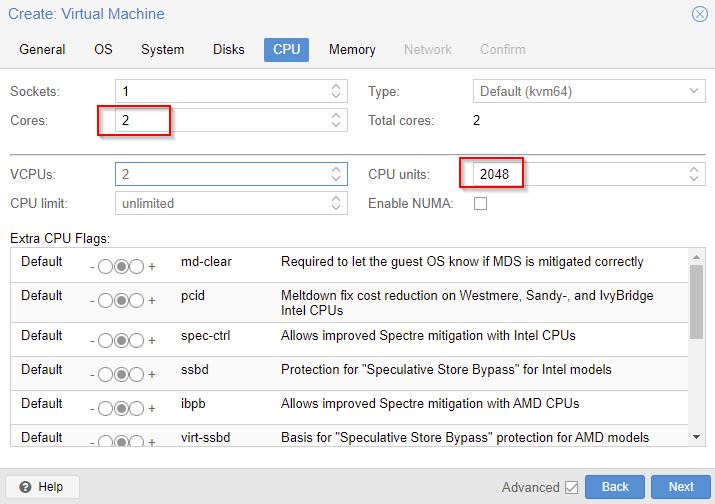 Create: Virtual Machine
General OS System Disks CPU Memory Network Confirm
Sockets: 1 Type: Default (kvm64)
Cores: 2 Total cores: 2
VCPUs: 2 CPU units: 2048
CPU limit: unlimited Enable NUMA:
Extra CPU Flags:
Default - + md-clear Required to let the guest OS know if MDS is mitigated correctly
Default - + pcid Meltdown fix cost reduction on Westmere, Sandy-, and IvyBridge
Intel CPUs
Default - + spec-ctrl Allows improved Spectre mitigation with Intel CPUs
Default - + ssbd Protection for "Speculative Store Bypass" for Intel models
Default - + ibpb Allows improved Spectre mitigation with AMD CPUs
Default - + virt-ssbd Basis for "Speculative Store Bypass" protection for AMD models
? Help Advanced Back Next